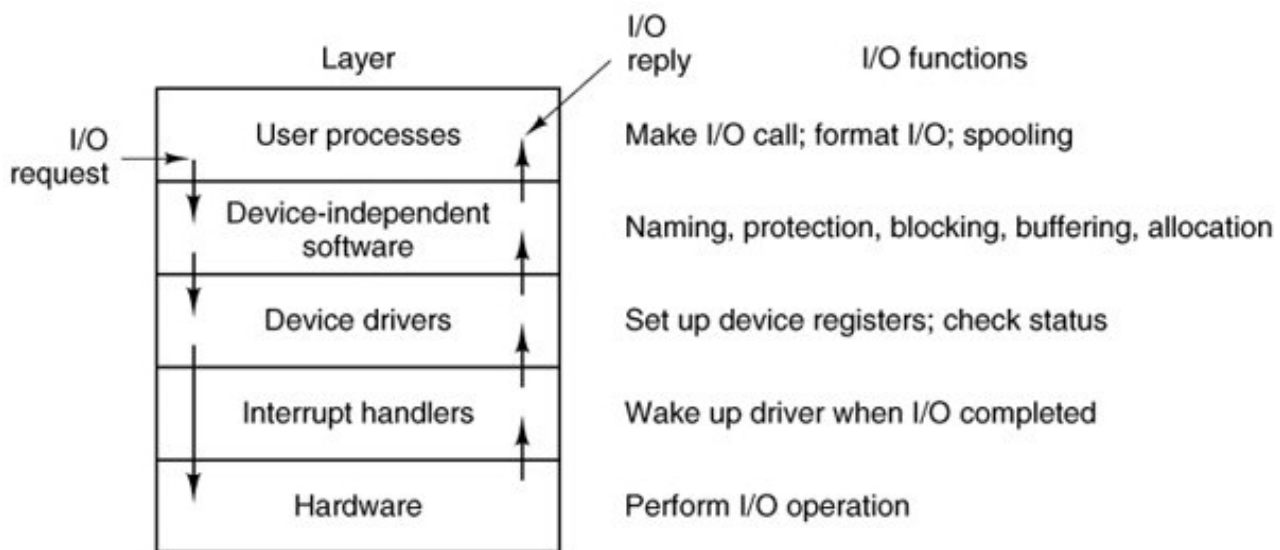 I/O
reply
Layer
I/O functions
I/O
request
User processes
Make I/O call; format I/O; spooling
Device-independent
software
Naming, protection, blocking, buffering, allocation
Device drivers
Set up device registers; check status
Interrupt handlers
Wake up driver when I/O completed
Hardware
Perform I/O operation